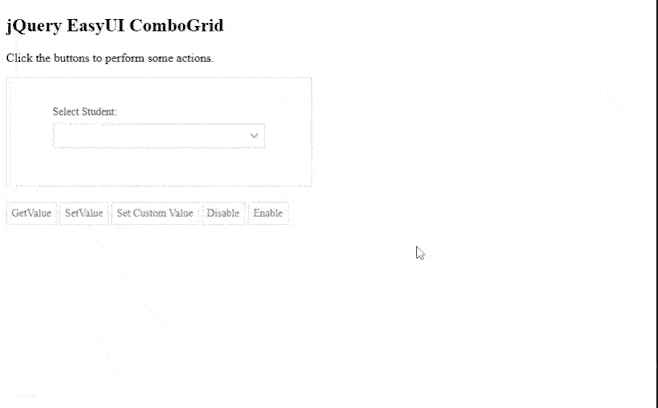 jQuery EasyUI ComboGrid
Click the buttons to perform some actions.
Select Student:
GetValue SetValue Set Custom Value Disable Enable